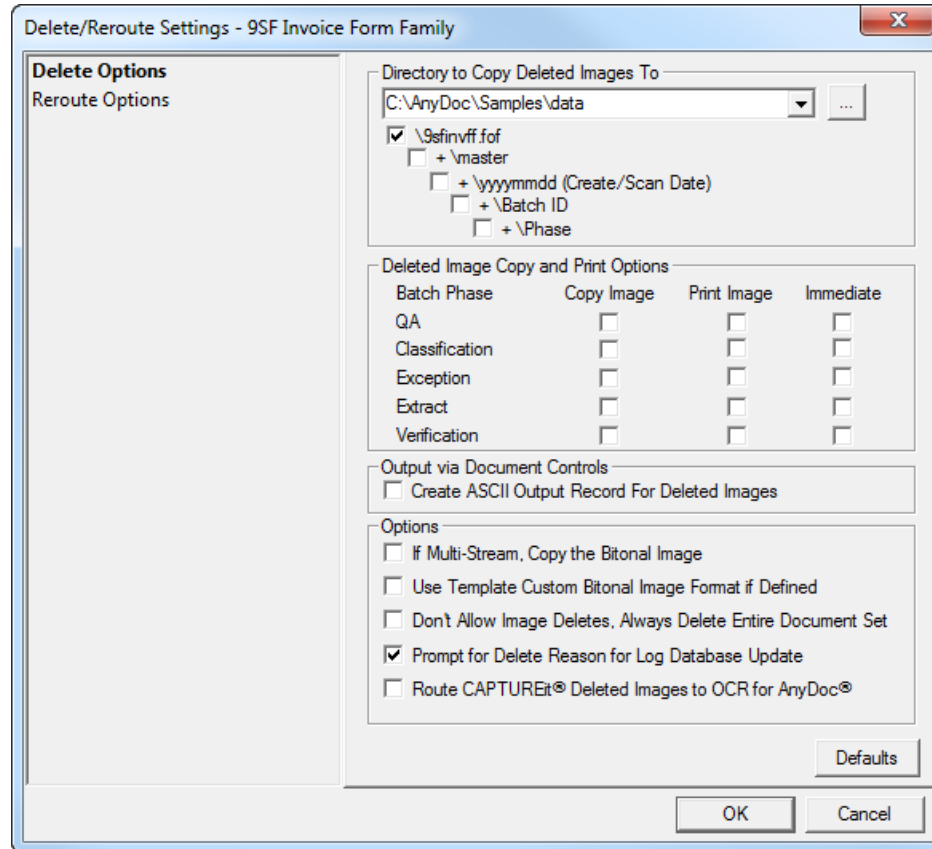 Delete/Reroute Settings - 9SF Invoice Form Family
Delete Options
Reroute Options
Directory to Copy Deleted Images To
C:\AnyDoc\Samples\data
...
\9sfinvff.fof
+ \master
+ \yyyymmdd (Create/Scan Date)
+ \Batch ID
+ \Phase
Deleted Image Copy and Print Options
Batch Phase Copy Image Print Image Immediate
QA
Classification
Exception
Extract
Verification
Output via Document Controls
Create ASCII Output Record For Deleted Images
Options
If Multi-Stream, Copy the Bitonal Image
Use Template Custom Bitonal Image Format if Defined
Don't Allow Image Deletes, Always Delete Entire Document Set
Prompt for Delete Reason for Log Database Update
Route CAPTUREit® Deleted Images to OCR for AnyDoc®
Defaults
OK Cancel